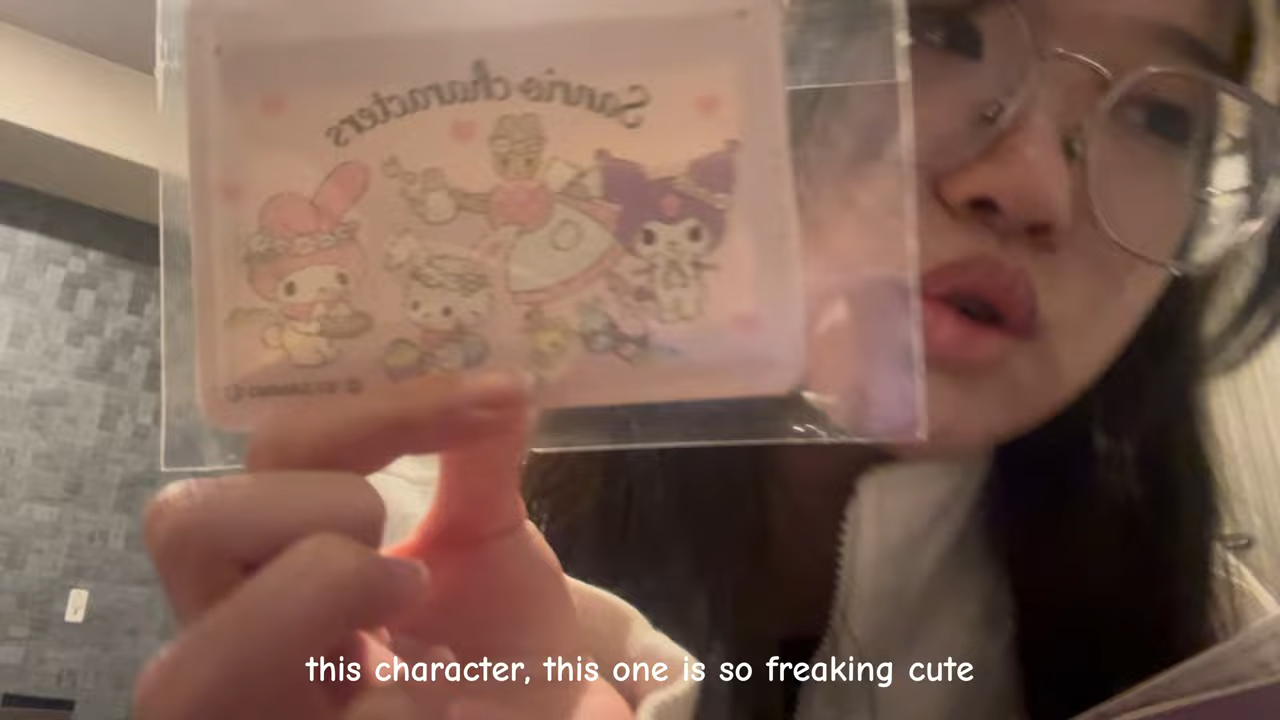 Sanrio characters
this character, this one is so freaking cute